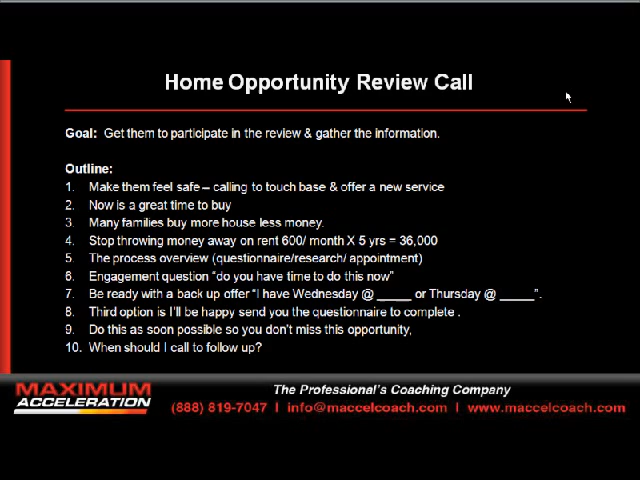 Home Opportunity Review Call
Goal: Get them to participate in the review & gather the information.
Outline:
1. Make them feel safe – calling to touch base & offer a new service
2. Now is a great time to buy
3. Many families buy more house less money.
4. Stop throwing money away on rent 600/ month X 5 yrs = 36,000
5. The process overview (questionnaire/research/ appointment)
6. Engagement question “do you have time to do this now”
7. Be ready with a back up offer “I have Wednesday @ _____ or Thursday @ _____”.
8. Third option is I’ll be happy send you the questionnaire to complete .
9. Do this as soon possible so you don’t miss this opportunity,
10. When should I call to follow up?
MAXIMUM
ACCELERATION
The Professional’s Coaching Company
(888) 819-7047 I info@maccelcoach.com I www.maccelcoach.com